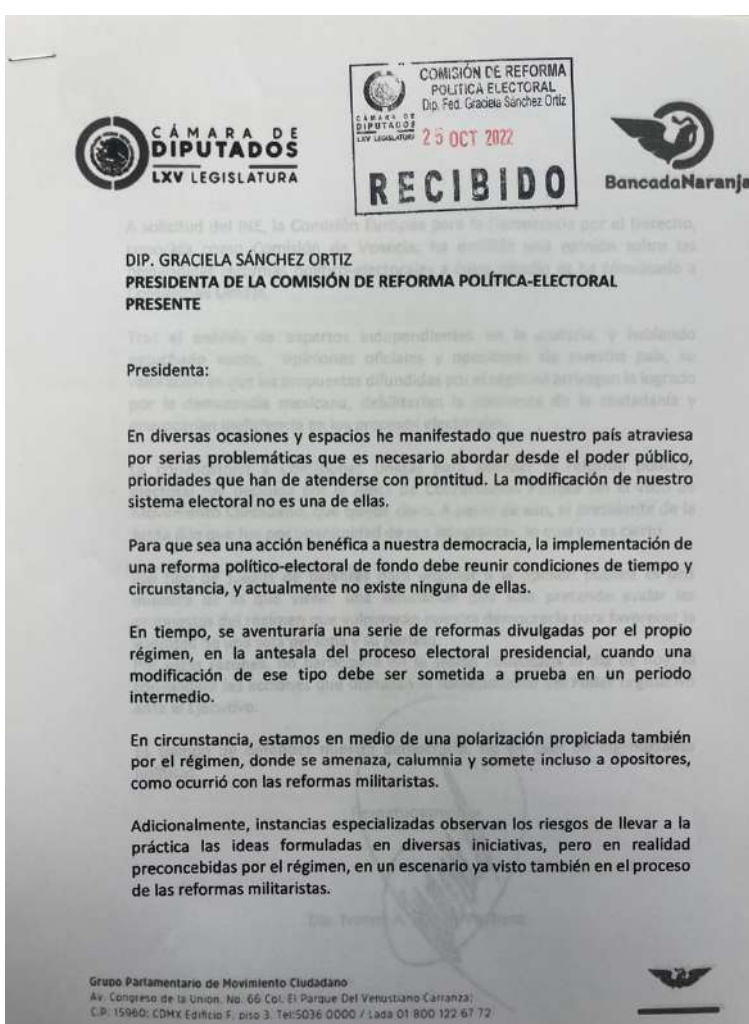 CÁMARA DE
DIPUTADOS
LXV LEGISLATURA
COMISIÓN DE REFORMA
POLÍTICA ELECTORAL
Dip. Fed. Graciela Sánchez Ortiz
CÁMARA DE
DIPUTADOS
LXV LEGISLATURA
25 OCT 2022
RECIBIDO
BancadaNaranja
DIP. GRACIELA SÁNCHEZ ORTIZ
PRESIDENTA DE LA COMISIÓN DE REFORMA POLÍTICA-ELECTORAL
PRESENTE
Presidenta:
En diversas ocasiones y espacios he manifestado que nuestro país atraviesa
por serias problemáticas que es necesario abordar desde el poder público,
prioridades que han de atenderse con prontitud. La modificación de nuestro
sistema electoral no es una de ellas.
Para que sea una acción benéfica a nuestra democracia, la implementación de
una reforma político-electoral de fondo debe reunir condiciones de tiempo y
circunstancia, y actualmente no existe ninguna de ellas.
En tiempo, se aventuraría una serie de reformas divulgadas por el propio
régimen, en la antesala del proceso electoral presidencial, cuando una
modificación de ese tipo debe ser sometida a prueba en un periodo
intermedio.
En circunstancia, estamos en medio de una polarización propiciada también
por el régimen, donde se amenaza, calumnia y somete incluso a opositores,
como ocurrió con las reformas militaristas.
Adicionalmente, instancias especializadas observan los riesgos de llevar a la
práctica las ideas formuladas en diversas iniciativas, pero en realidad
preconcebidas por el régimen, en un escenario ya visto también en el proceso
de las reformas militaristas.
Grupo Parlamentario de Movimiento Ciudadano
Av. Congreso de la Union. No. 66 Col. El Parque Del Venustiano Carranza;
C.P: 15960; CDMX Edificio F, piso 3. Tel:5036 0000 / Lada 01 800 122 67 72